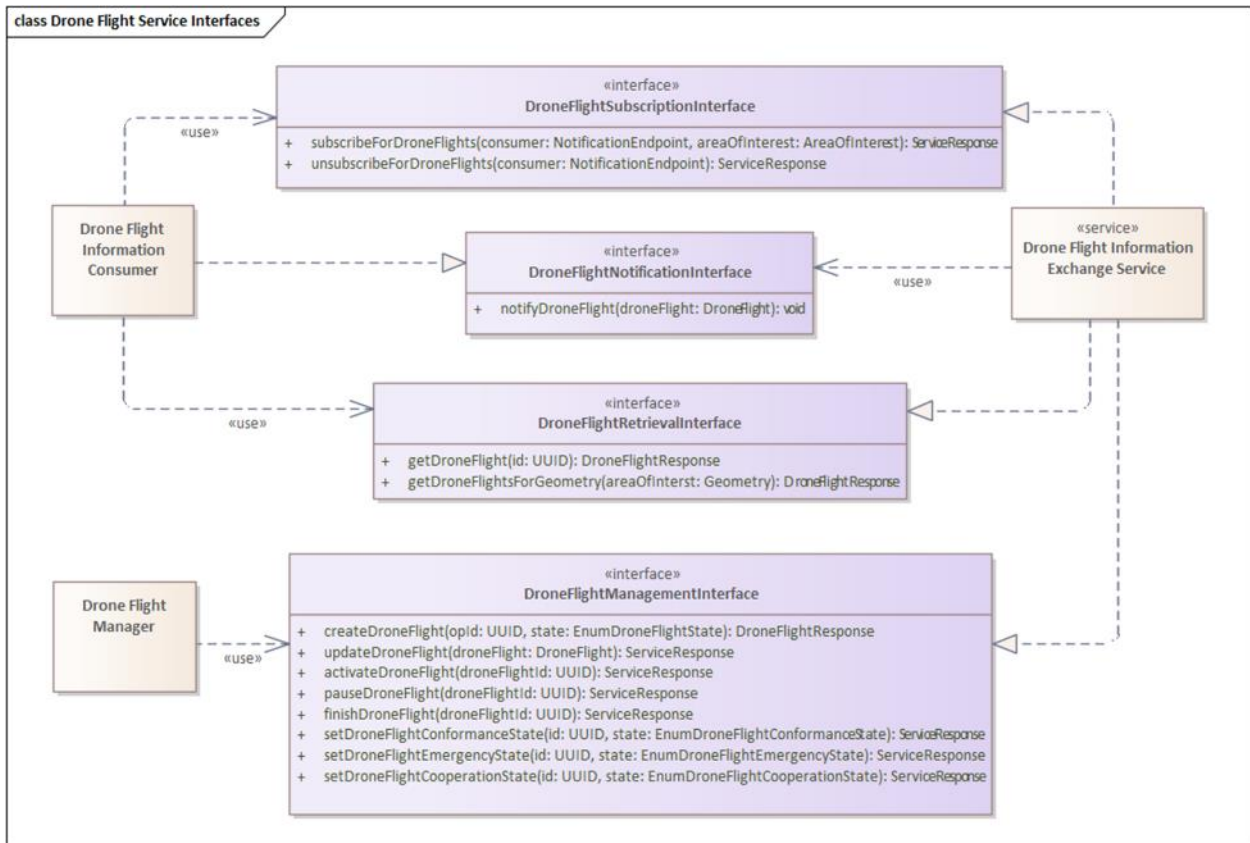 class Drone Flight Service Interfaces
«interface»
DroneFlightSubscriptionInterface
+ subscribeForDroneFlights(consumer: NotificationEndpoint, areaOfInterest: AreaOfInterest): ServiceResponse
+ unsubscribeForDroneFlights(consumer: NotificationEndpoint): ServiceResponse
«use»
Drone Flight
Information
Consumer
«interface»
DroneFlightNotificationInterface
+ notifyDroneFlight(droneFlight: DroneFlight): void
«service»
Drone Flight Information
Exchange Service
«use»
«interface»
DroneFlightRetrievalInterface
+ getDroneFlight(id: UUID): DroneFlightResponse
+ getDroneFlightsForGeometry(areaOfInterst: Geometry): DroneFlightResponse
«use»
Drone Flight
Manager
«use»
«interface»
DroneFlightManagementInterface
+ createDroneFlight(opId: UUID, state: EnumDroneFlightState): DroneFlightResponse
+ updateDroneFlight(droneFlight: DroneFlight): ServiceResponse
+ activateDroneFlight(droneFlightId: UUID): ServiceResponse
+ pauseDroneFlight(droneFlightId: UUID): ServiceResponse
+ finishDroneFlight(droneFlightId: UUID): ServiceResponse
+ setDroneFlightConformanceState(id: UUID, state: EnumDroneFlightConformanceState): ServiceResponse
+ setDroneFlightEmergencyState(id: UUID, state: EnumDroneFlightEmergencyState): ServiceResponse
+ setDroneFlightCooperationState(id: UUID, state: EnumDroneFlightCooperationState): ServiceResponse